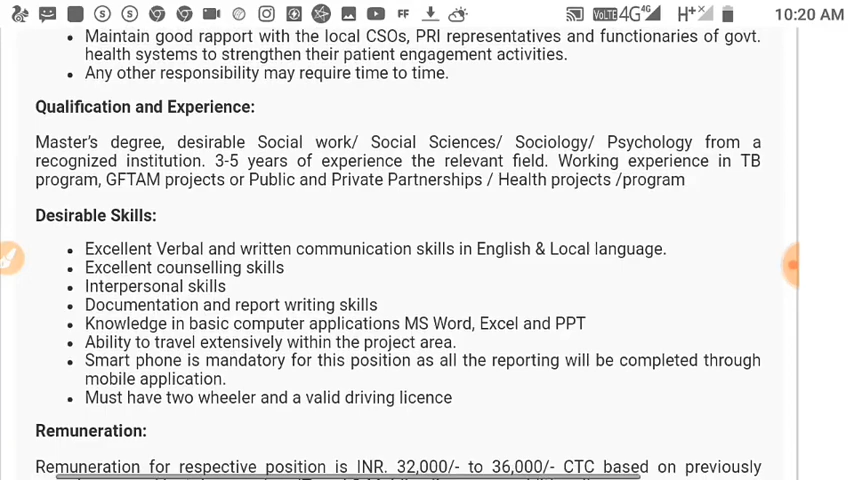 FF VoLTE 4G 4G H+ 10:20 AM
• Maintain good rapport with the local CSOs, PRI representatives and functionaries of govt.
health systems to strengthen their patient engagement activities.
• Any other responsibility may require time to time.
Qualification and Experience:
Master's degree, desirable Social work/ Social Sciences/ Sociology/ Psychology from a
recognized institution. 3-5 years of experience the relevant field. Working experience in TB
program, GFTAM projects or Public and Private Partnerships / Health projects /program
Desirable Skills:
• Excellent Verbal and written communication skills in English & Local language.
• Excellent counselling skills
• Interpersonal skills
• Documentation and report writing skills
• Knowledge in basic computer applications MS Word, Excel and PPT
• Ability to travel extensively within the project area.
• Smart phone is mandatory for this position as all the reporting will be completed through
mobile application.
• Must have two wheeler and a valid driving licence
Remuneration:
Remuneration for respective position is INR. 32,000/- to 36,000/- CTC based on previously